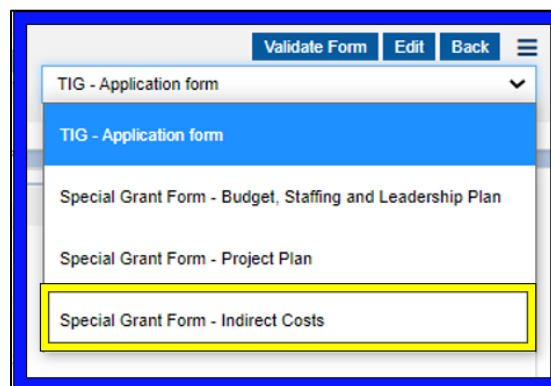 Validate Form Edit Back
TIG - Application form
TIG - Application form
Special Grant Form - Budget, Staffing and Leadership Plan
Special Grant Form - Project Plan
Special Grant Form - Indirect Costs